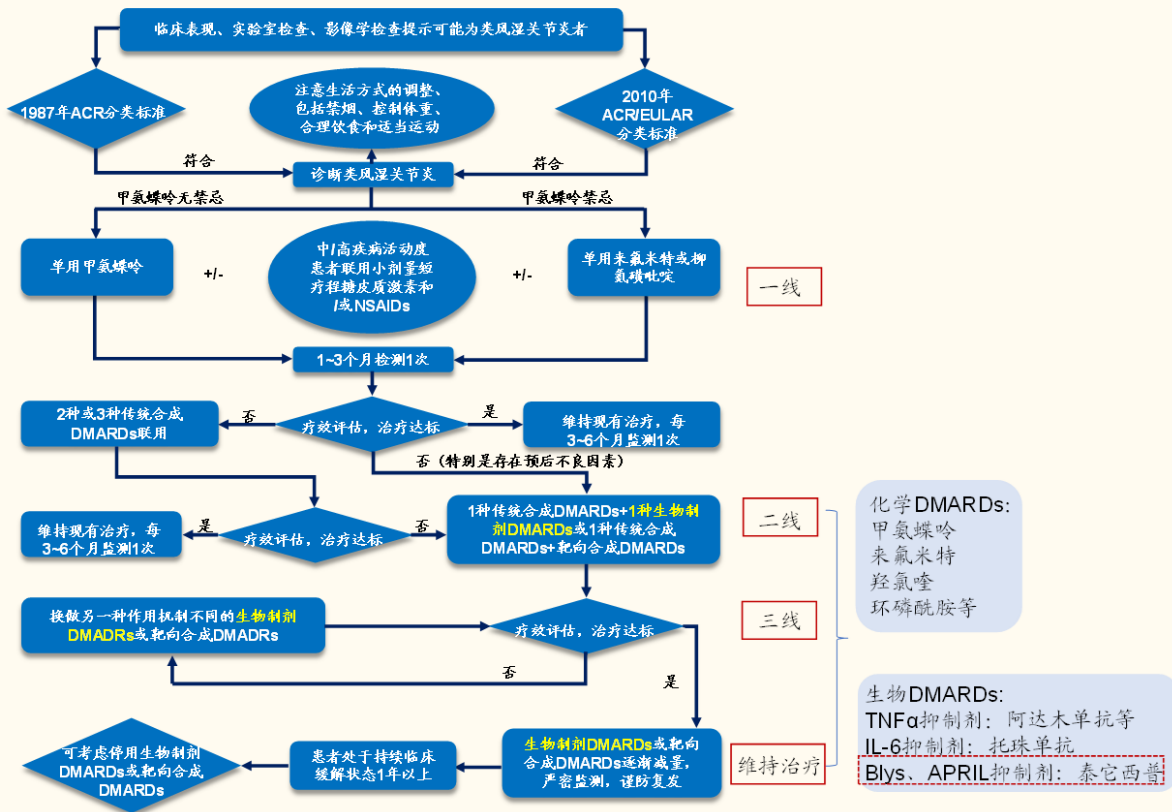 临床表现、实验室检查、影像学检查提示可能为类风湿关节炎者
1987年ACR分类标准
注意生活方式的调整、
包括禁烟、控制体重、
合理饮食和适当运动
2010年
ACR/EULAR
分类标准
符合
符合
诊断类风湿关节炎
甲氨蝶呤无禁忌
甲氨蝶呤禁忌
单用甲氨蝶呤
+/-
中/高疾病活动度
患者联用小剂量短
疗程糖皮质激素和
/或NSAIDs
+/-
单用来氟米特或柳
氮磺吡啶
一线
1~3个月检测1次
2种或3种传统合成
DMARDs联用
否
疗效评估，治疗达标
是
维持现有治疗，每
3~6个月监测1次
否（特别是存在预后不良因素）
维持现有治疗，每
3~6个月监测1次
是
疗效评估，治疗达标
否
1种传统合成DMARDs+1种生物制
剂DMARDs或1种传统合成
DMARDs+靶向合成DMARDs
二线
化学DMARDs:
甲氨蝶呤
来氟米特
羟氯喹
环磷酰胺等
换做另一种作用机制不同的生物制剂
DMADRs或靶向合成DMADRs
疗效评估，治疗达标
三线
否
是
生物DMARDs:
TNFα抑制剂：阿达木单抗等
IL-6抑制剂：托珠单抗
Blys、APRIL抑制剂：泰它西普
可考虑停用生物制剂
DMARDs或靶向合成
DMARDs
患者处于持续临床
缓解状态1年以上
生物制剂DMARDs或靶向
合成DMARDs逐渐减量，
严密监测，谨防复发
维持治疗